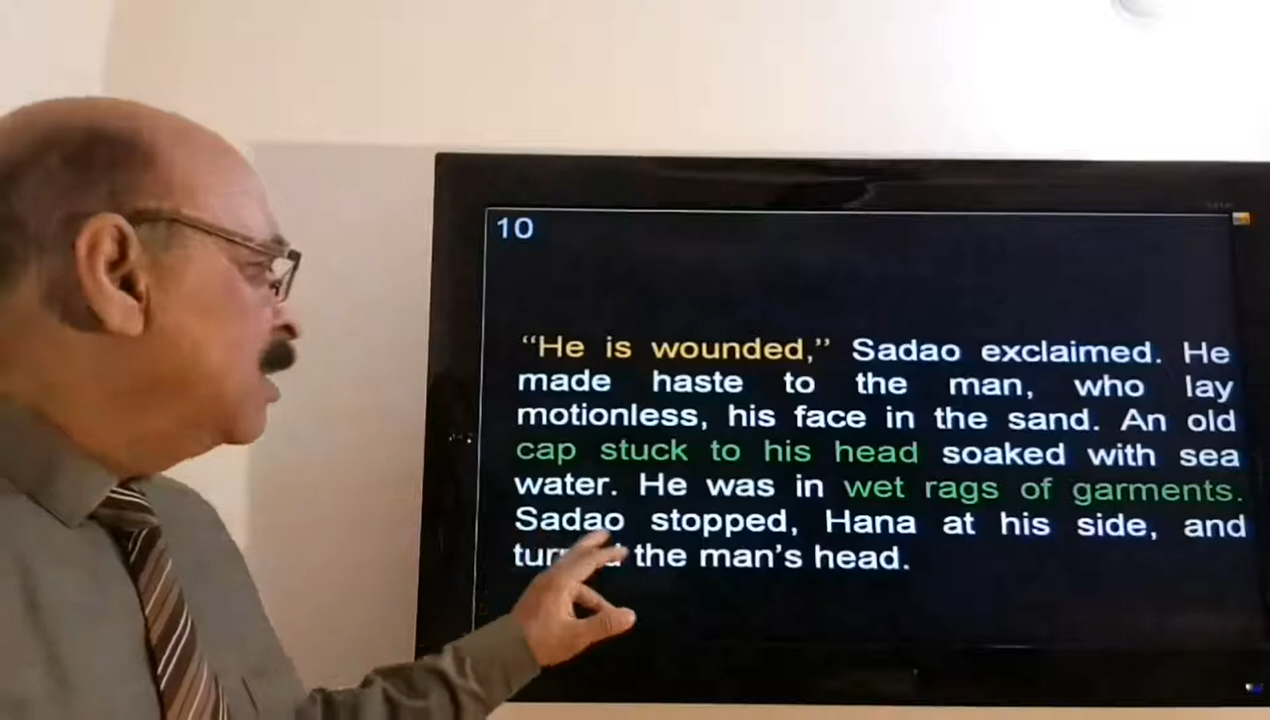 10
“He is wounded,” Sadao exclaimed. He
made haste to the man, who lay
motionless, his face in the sand. An old
cap stuck to his head soaked with sea
water. He was in wet rags of garments.
Sadao stopped, Hana at his side, and
the man’s head.